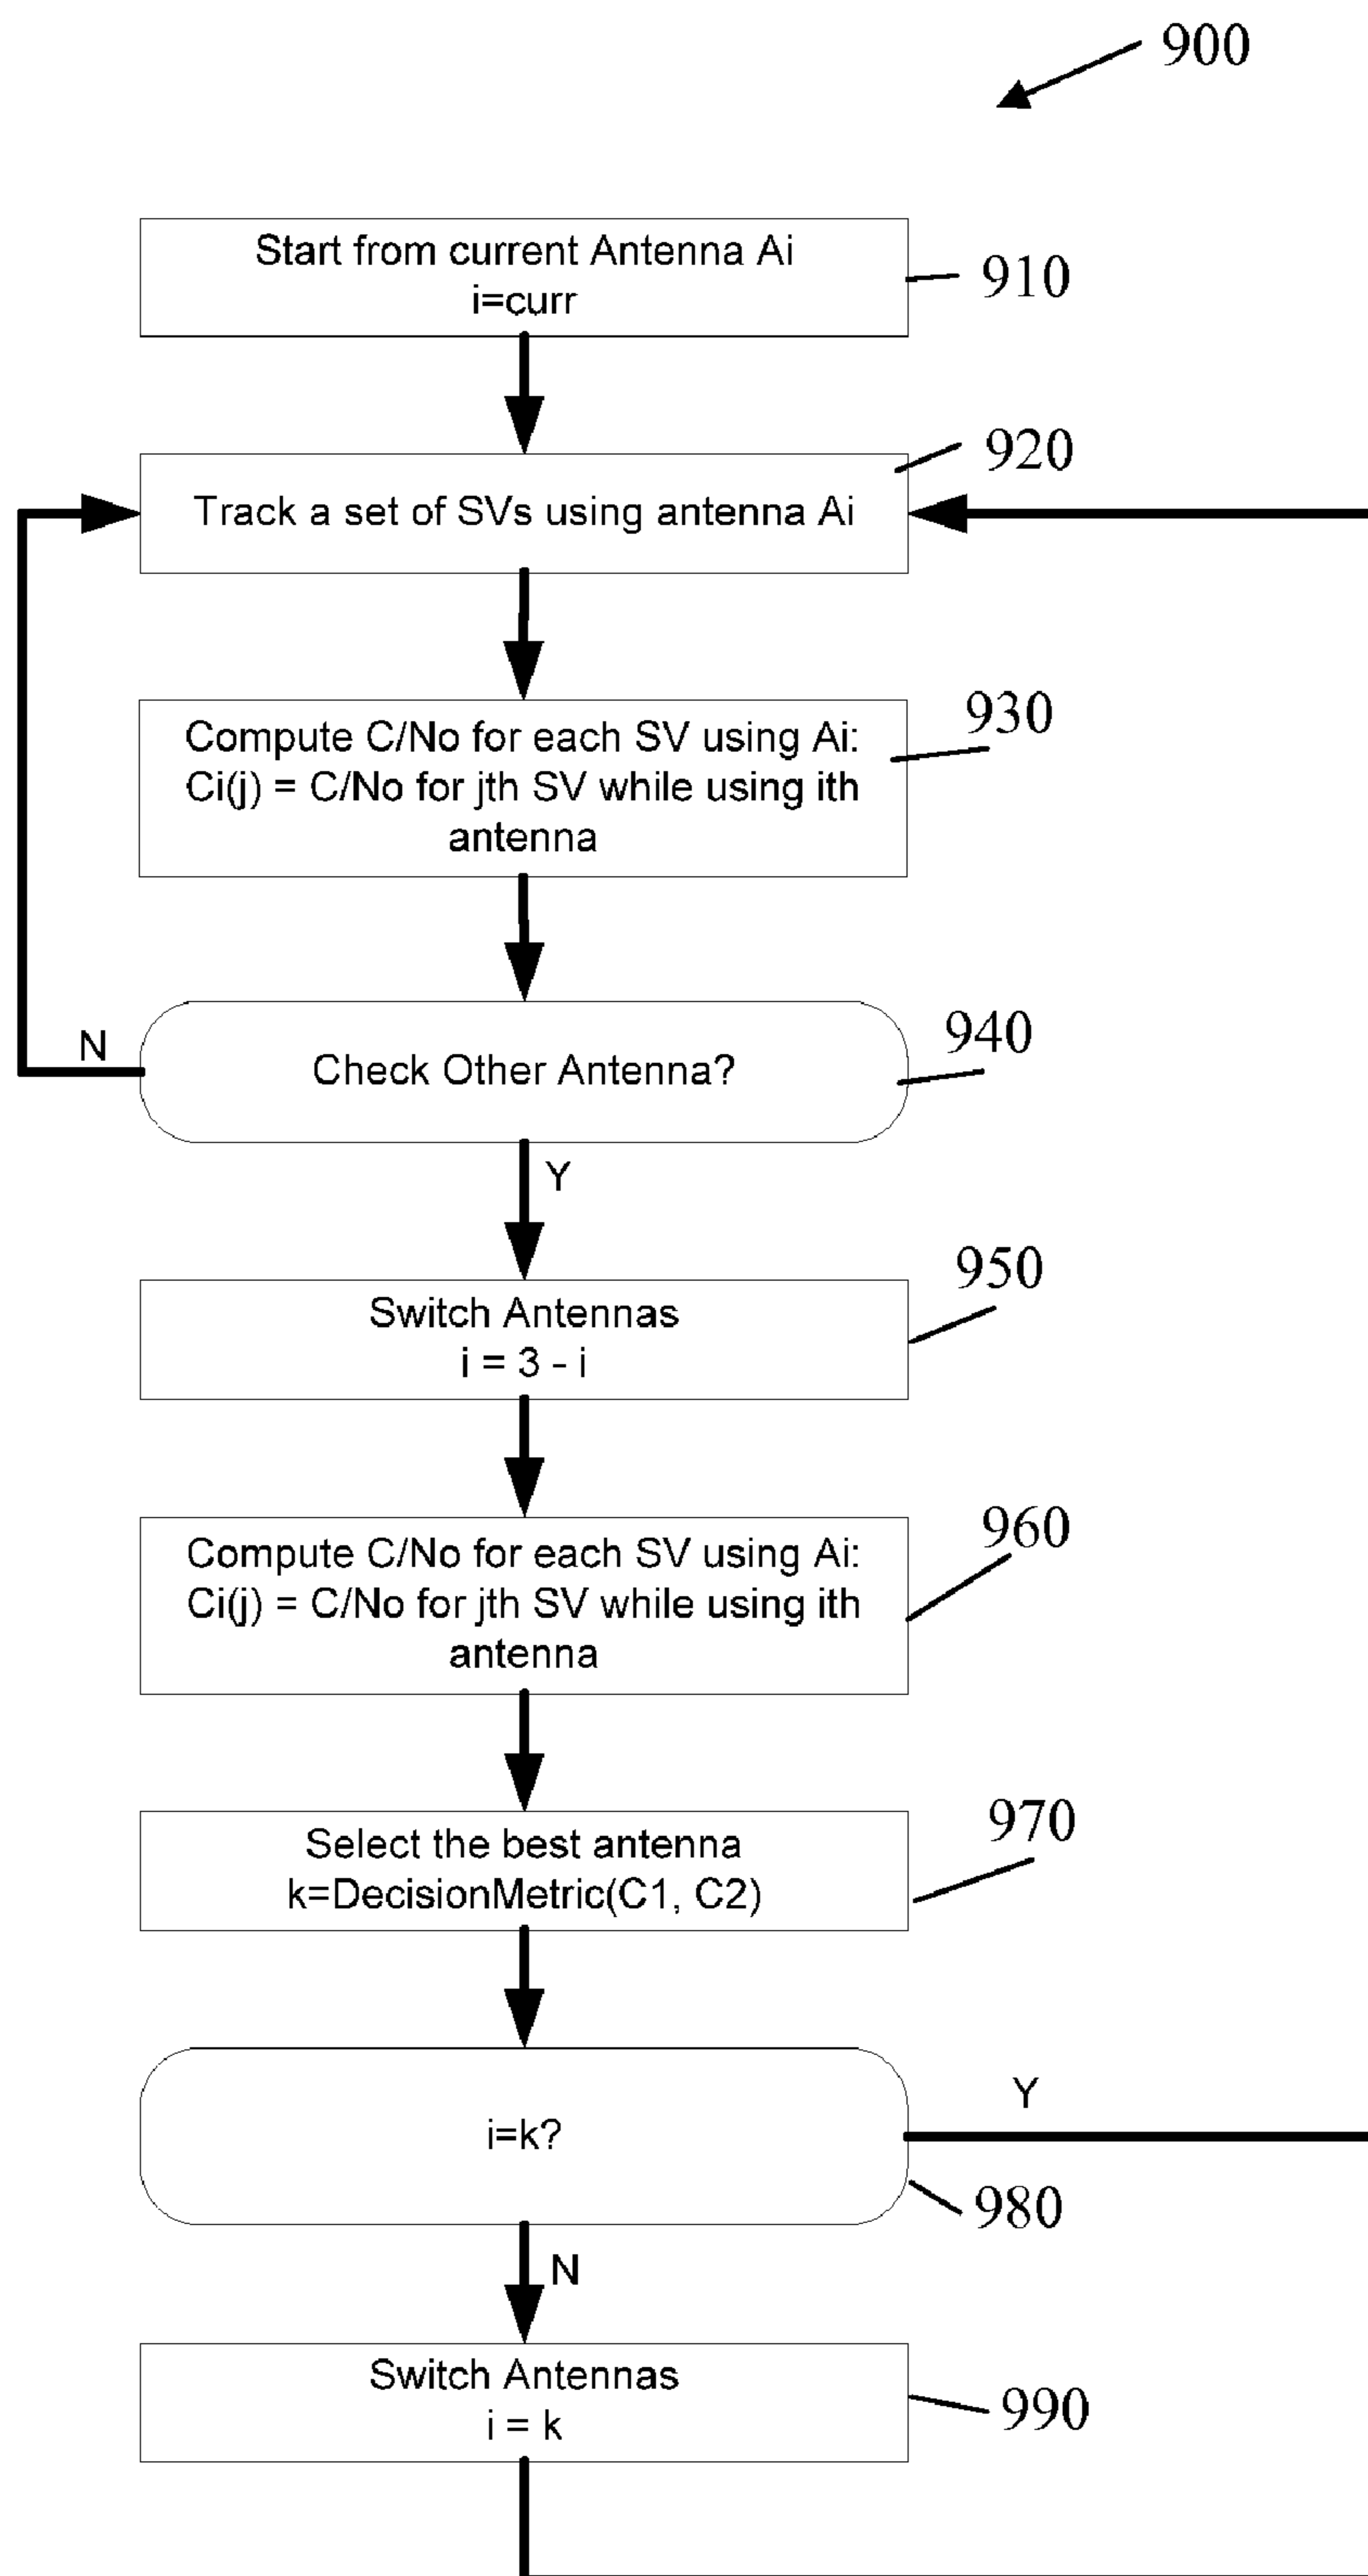 900
Start from current Antenna Ai
i=curr
910
920
Track a set of SVs using antenna Ai
930
Compute C/No for each SV using Ai:
Ci(j) = C/No for jth SV while using ith
antenna
940
N
Check Other Antenna?
Y
950
Switch Antennas
i = 3 - i
960
Compute C/No for each SV using Ai:
Ci(j) = C/No for jth SV while using ith
antenna
970
Select the best antenna
k=DecisionMetric(C1, C2)
Y
i=k?
980
N
Switch Antennas
i = k
990